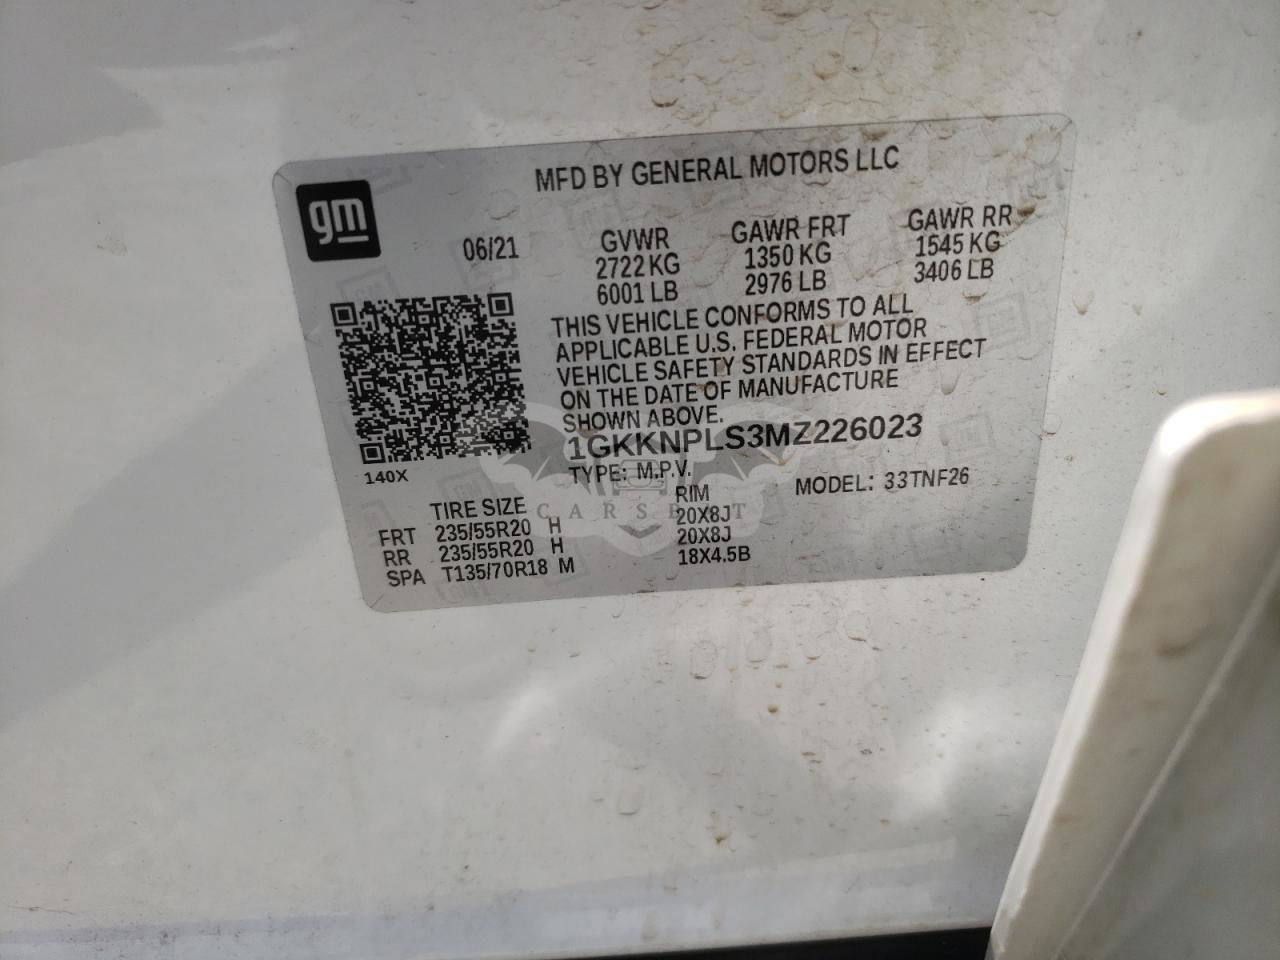 MFD BY GENERAL MOTORS LLC
gm
06/21
GVWR GAWR FRT GAWR RR
2722 KG 1350 KG 1545 KG
6001 LB 2976 LB 3406 LB
THIS VEHICLE CONFORMS TO ALL
APPLICABLE U.S. FEDERAL MOTOR
VEHICLE SAFETY STANDARDS IN EFFECT
ON THE DATE OF MANUFACTURE
SHOWN ABOVE.
1GKKNPLS3MZ226023
140X
TYPE: M.P.V. MODEL: 33TNF26
TIRE SIZE RIM
FRT 235/55R20 H 20X8J
RR 235/55R20 H 20X8J
SPA T135/70R18 M 18X4.5B